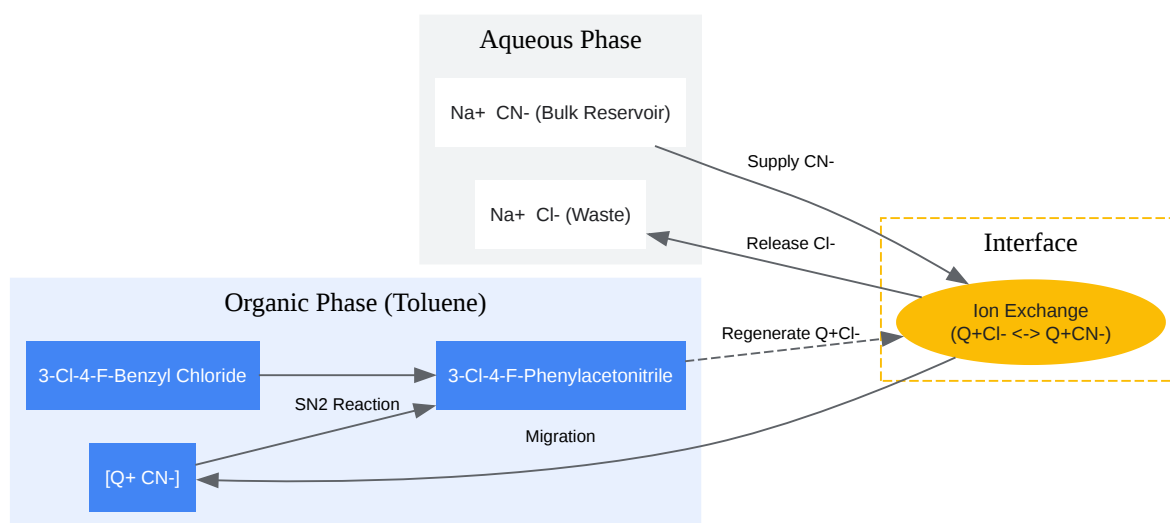 Aqueous Phase
Na+  CN- (Bulk Reservoir)
Supply CN-
Na+  Cl- (Waste)
Release Cl-
Interface
Ion Exchange
(Q+Cl- <-> Q+CN-)
Organic Phase (Toluene)
Regenerate Q+Cl-
3-Cl-4-F-Benzyl Chloride
3-Cl-4-F-Phenylacetonitrile
SN2 Reaction
Migration
[Q+ CN-]